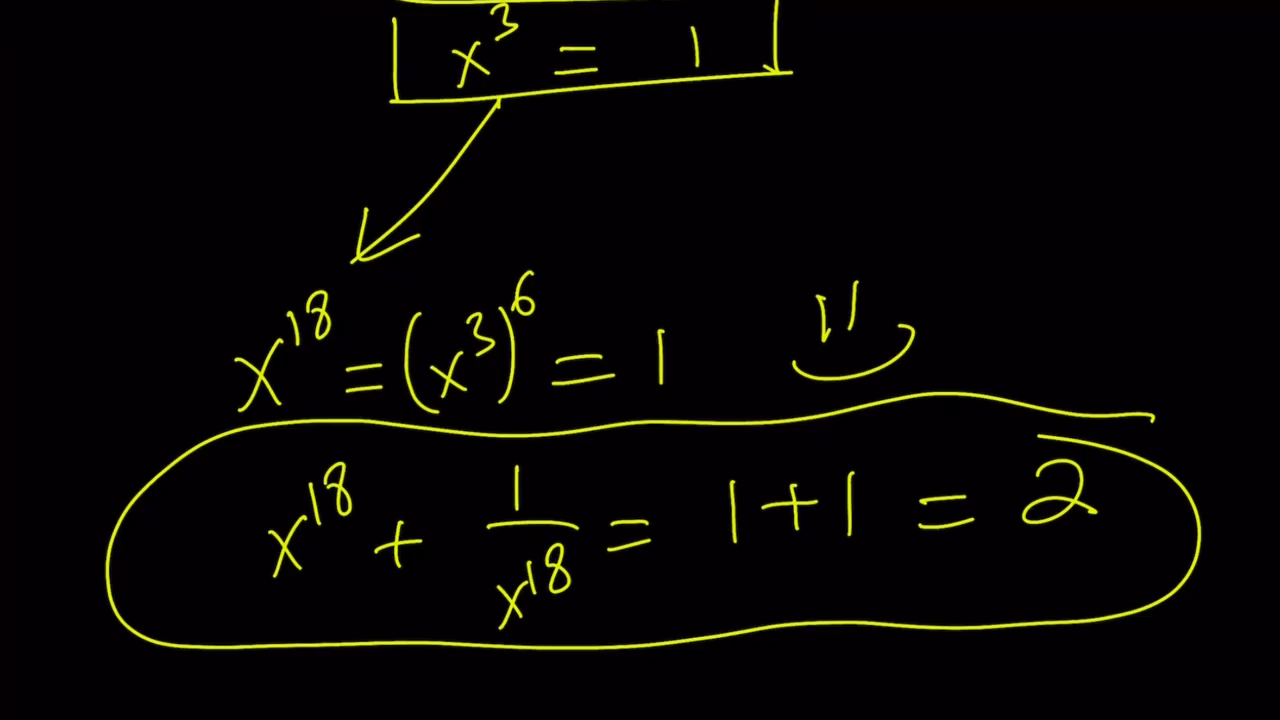 x³ = 1
x¹⁸ = (x³)⁶ = 1
x¹⁸ + 1/x¹⁸ = 1 + 1 = 2